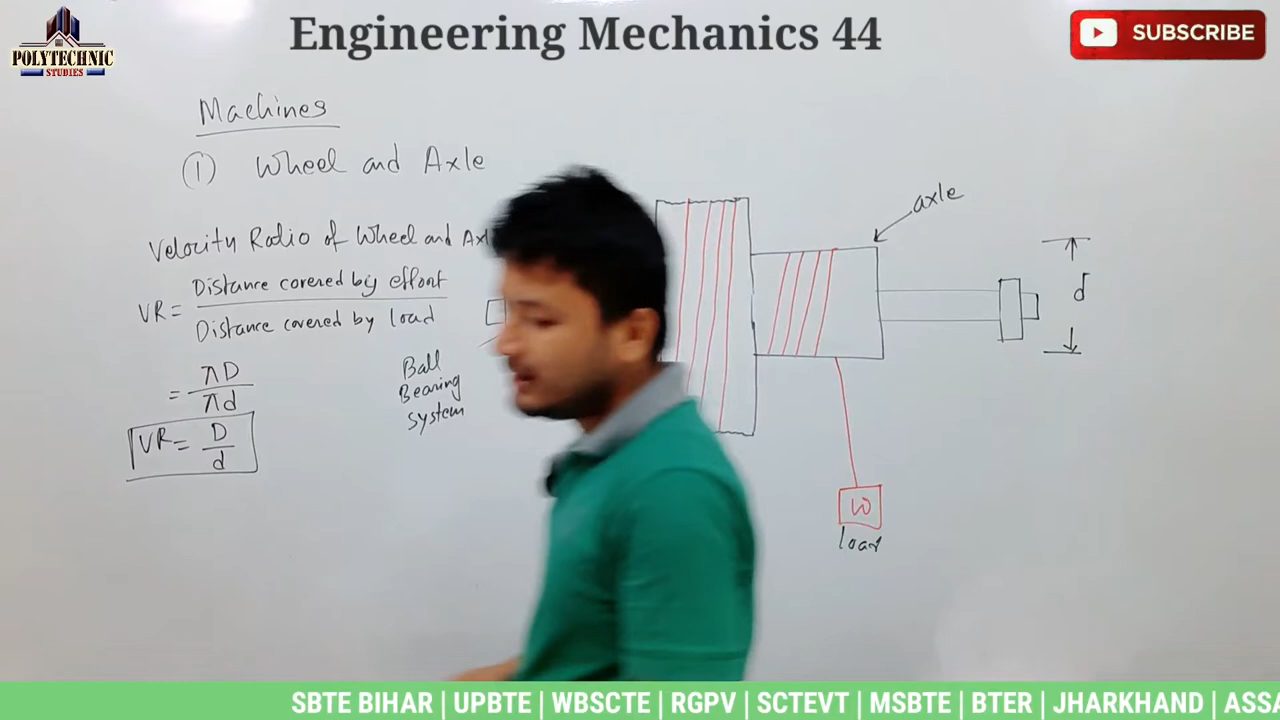 Engineering Mechanics 44
POLYTECHNIC
STUDIES
SUBSCRIBE
Machines
① Wheel and Axle
Velocity Ratio of Wheel and
VR = Distance covered by effort
Distance covered by load
= πD
πd
VR = D
d
Ball
Bearing
System
axle
d
W
load
SBTE BIHAR | UPBTE | WBSCTE | RGPV | SCTEVT | MSBTE | BTER | JHARKHAND |